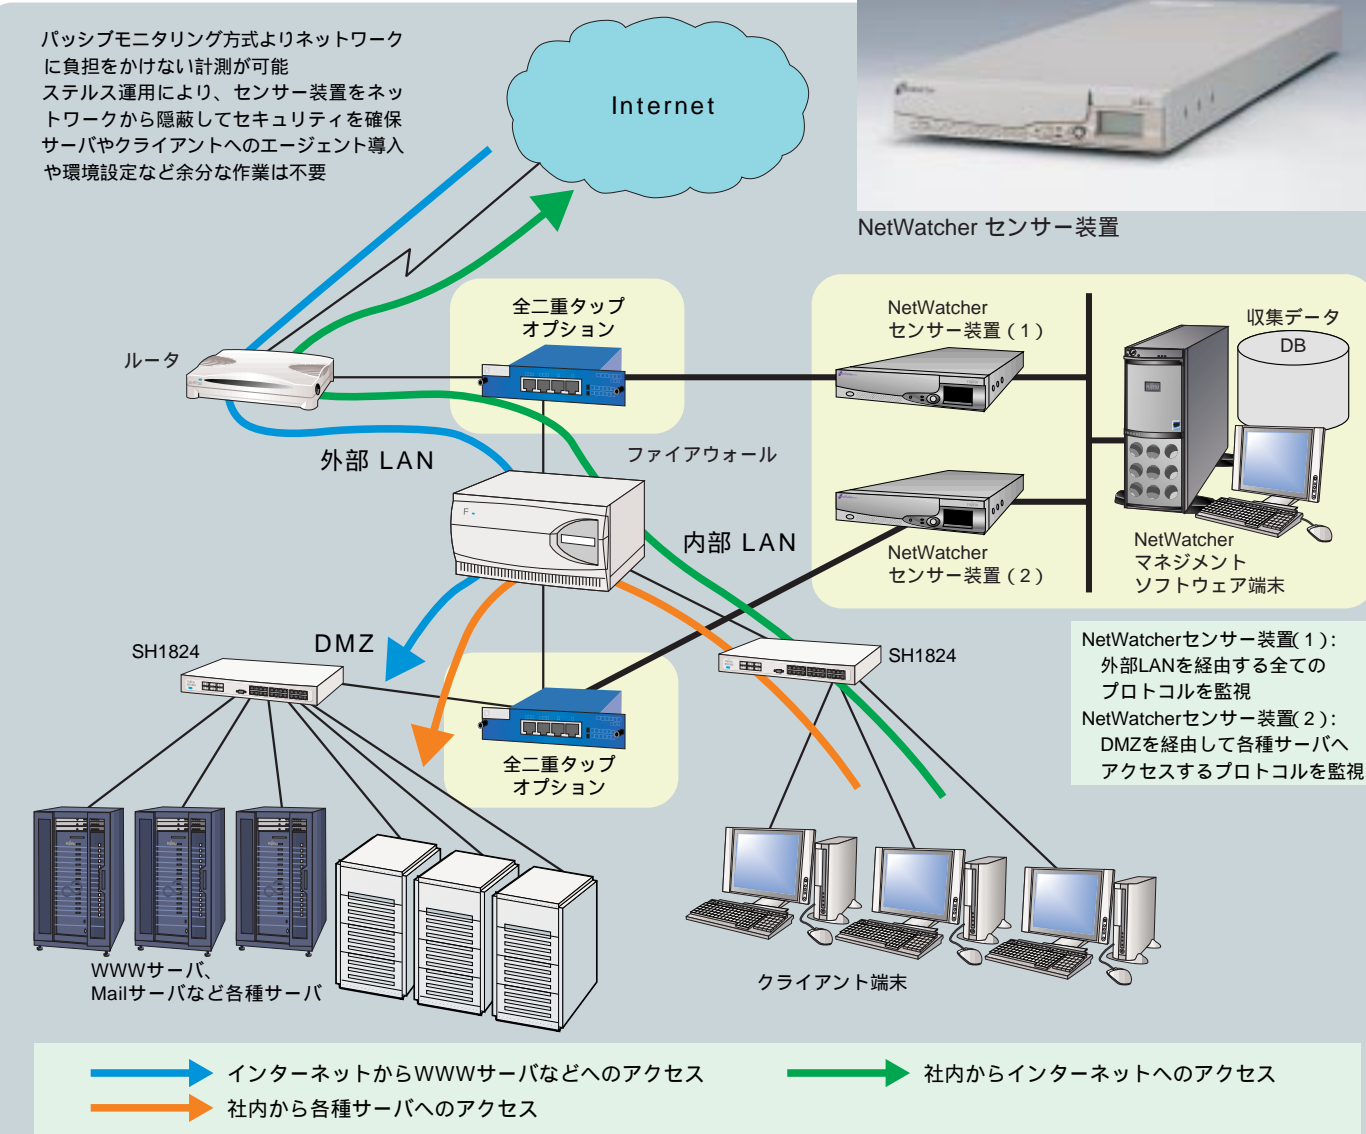 パッシブモニタリング方式よりネットワーク
に負担をかけない計測が可能
ステルス運用により、センサー装置をネッ
トワークから隠蔽してセキュリティを確保
サーバやクライアントへのエージェント導入
や環境設定など余分な作業は不要
Internet
NetWatcher センサー装置
全二重タップ
オプション
NetWatcher
センサー装置（1）
収集データ
DB
ルータ
外部 LAN
ファイアウォール
内部 LAN
NetWatcher
センサー装置（2）
NetWatcher
マネジメント
ソフトウェア端末
DMZ
SH1824
SH1824
全二重タップ
オプション
NetWatcherセンサー装置（1）：
外部LANを経由する全ての
プロトコルを監視
NetWatcherセンサー装置（2）：
DMZを経由して各種サーバへ
アクセスするプロトコルを監視
WWWサーバ、
Mailサーバなど各種サーバ
クライアント端末
インターネットからWWWサーバなどへのアクセス
社内からインターネットへのアクセス
社内から各種サーバへのアクセス